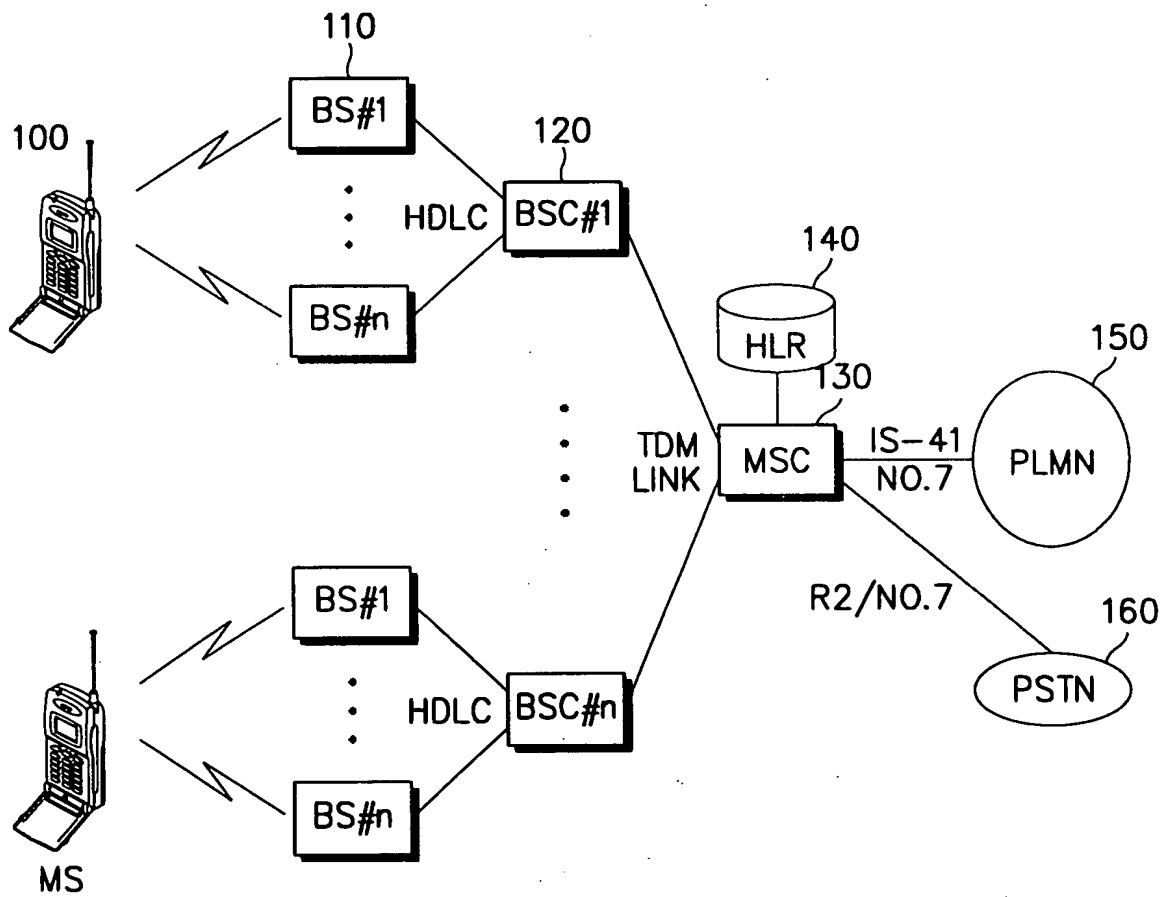 110
BS#1
100
120
HDLC
BSC#1
BS#n
140
HLR
130
150
TDM
LINK
MSC
IS-41
NO.7
PLMN
R2/NO.7
160
PSTN
BS#1
HDLC
BSC#n
BS#n
MS